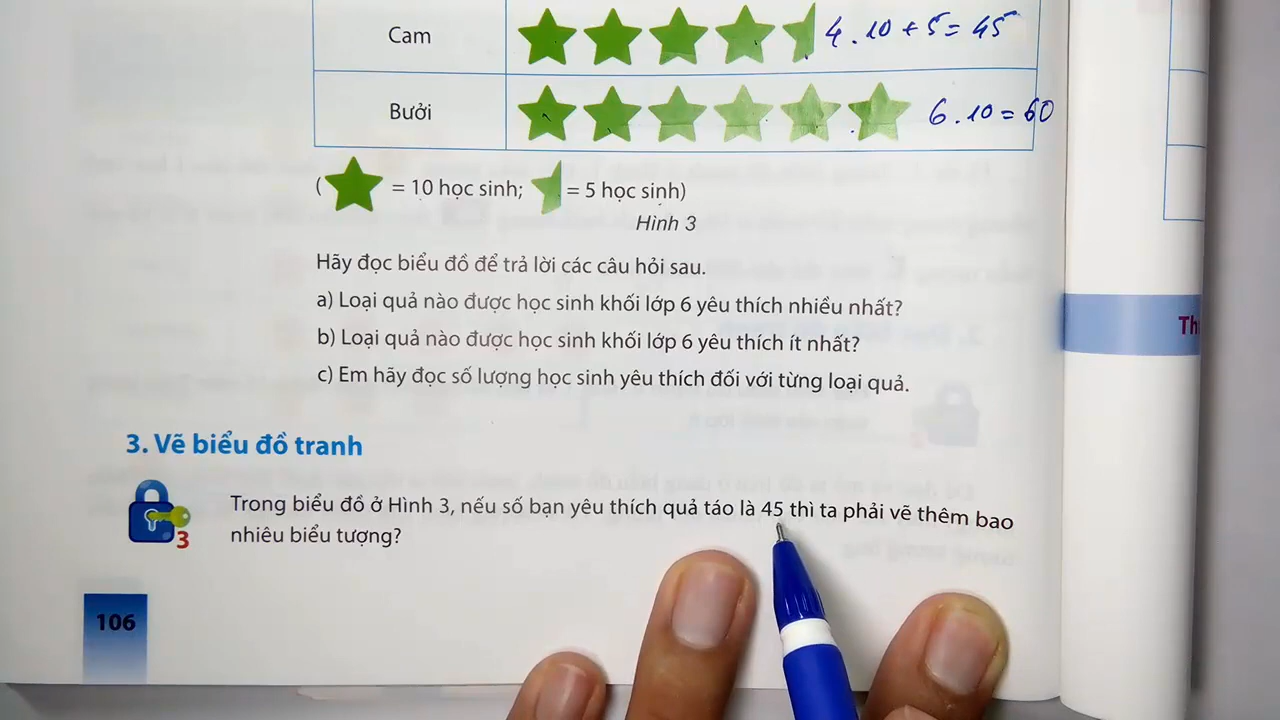 Cam
4 . 10 + 5 = 45
Bưởi
6 . 10 = 60
( = 10 học sinh; = 5 học sinh)
Hình 3
Hãy đọc biểu đồ để trả lời các câu hỏi sau.
a) Loại quả nào được học sinh khối lớp 6 yêu thích nhiều nhất?
b) Loại quả nào được học sinh khối lớp 6 yêu thích ít nhất?
c) Em hãy đọc số lượng học sinh yêu thích đối với từng loại quả.
3. Vẽ biểu đồ tranh
3
Trong biểu đồ ở Hình 3, nếu số bạn yêu thích quả táo là 45 thì ta phải vẽ thêm bao
nhiêu biểu tượng?
106